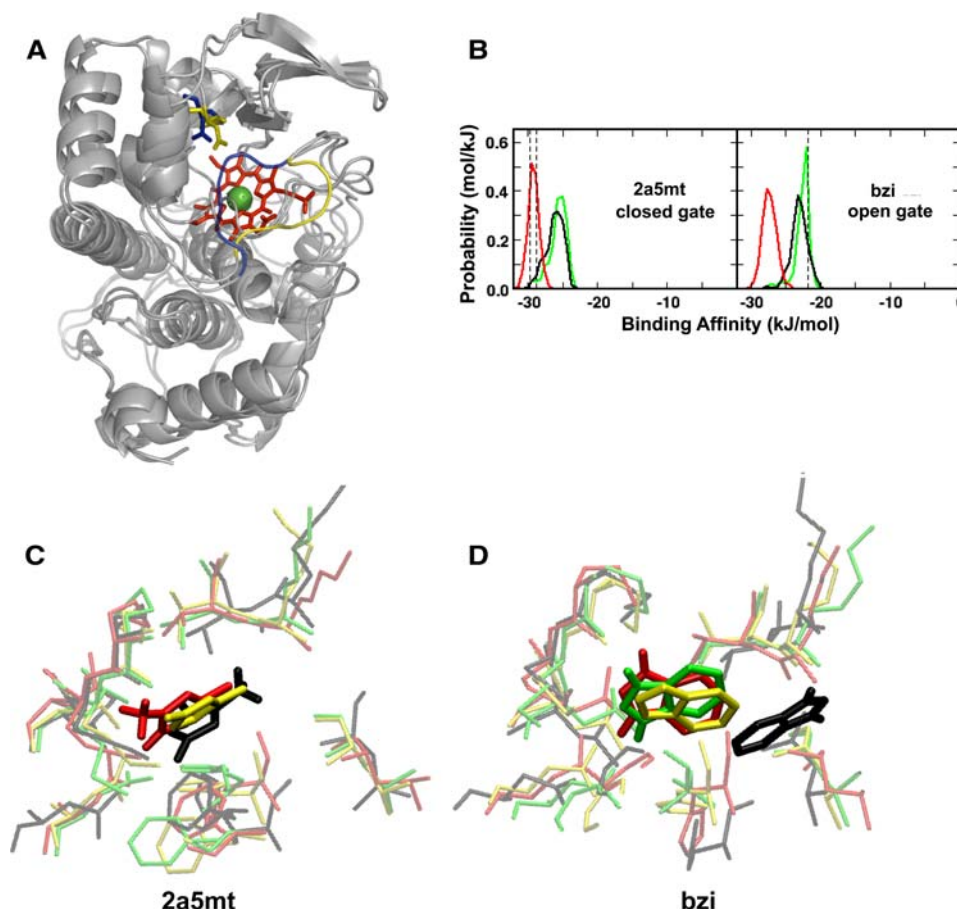 A
B
Probability (mol/kJ)
0.6
0.4
0.2
0.0
2a5mt
closed gate
bzi
open gate
-30
-20
-10
-30
-20
-10
0
Binding Affinity (kJ/mol)
C
D
2a5mt
bzi